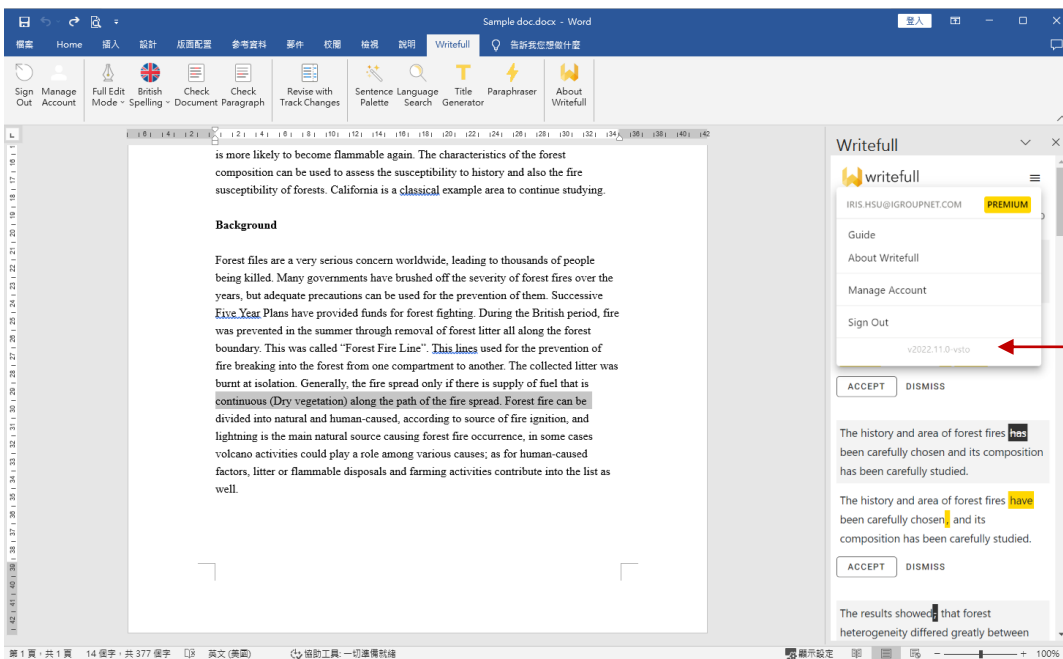 Sample doc.docx - Word
登入
檔案 Home 插入 設計 版面配置 參考資料 郵件 校閱 檢視 說明 Writefull 告訴我您想做什麼
Sign Out
Manage Account
Full Edit Mode
British Spelling
Check Document
Check Paragraph
Revise with Track Changes
Sentence Palette
Language Search
Title Generator
Paraphraser
About Writefull
is more likely to become flammable again. The characteristics of the forest
composition can be used to assess the susceptibility to history and also the fire
susceptibility of forests. California is a classical example area to continue studying.
Background
Forest files are a very serious concern worldwide, leading to thousands of people
being killed. Many governments have brushed off the severity of forest fires over the
years, but adequate precautions can be used for the prevention of them. Successive
Five Year Plans have provided funds for forest fighting. During the British period, fire
was prevented in the summer through removal of forest litter all along the forest
boundary. This was called “Forest Fire Line”. This lines used for the prevention of
fire breaking into the forest from one compartment to another. The collected litter was
burnt at isolation. Generally, the fire spread only if there is supply of fuel that is
continuous (Dry vegetation) along the path of the fire spread. Forest fire can be
divided into natural and human-caused, according to source of fire ignition, and
lightning is the main natural source causing forest fire occurrence, in some cases
volcano activities could play a role among various causes; as for human-caused
factors, litter or flammable disposals and farming activities contribute into the list as
well.
Writefull
writefull
IRIS.HSU@IGROUPNET.COM PREMIUM
Guide
About Writefull
Manage Account
Sign Out
v2022.11.0-vsto
ACCEPT DISMISS
The history and area of forest fires has
been carefully chosen and its composition
has been carefully studied.
The history and area of forest fires have
been carefully chosen, and its
composition has been carefully studied.
ACCEPT DISMISS
The results showed, that forest
heterogeneity differed greatly between
第 1 頁，共 1 頁 14 個字，共 377 個字 英文 (美國) 協助工具: 一切準備就緒 顯示設定 100%